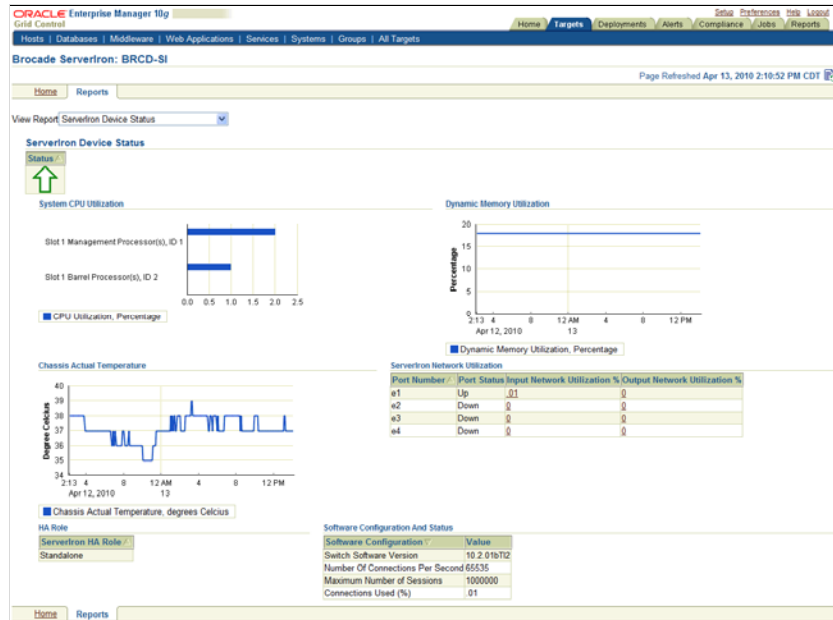 ORACLE Enterprise Manager 10g
Grid Control
Setup Preferences Help Logout
Home Targets Deployments Alerts Compliance Jobs Reports
Hosts | Databases | Middleware | Web Applications | Services | Systems | Groups | All Targets
Brocade ServerIron: BRCD-SI
Page Refreshed Apr 13, 2010 2:10:52 PM CDT
Home Reports
View Report ServerIron Device Status
ServerIron Device Status
Status
System CPU Utilization
Slot 1 Management Processor(s), ID 1
Slot 1 Barrel Processor(s), ID 2
0.0 0.5 1.0 1.5 2.0 2.5
CPU Utilization, Percentage
Dynamic Memory Utilization
Percentage
20
15
10
5
0
2:13 4 8 12 AM 4 8 12 PM
Apr 12, 2010 13
Dynamic Memory Utilization, Percentage
Chassis Actual Temperature
Degree Celcius
40
39
38
37
36
35
34
2:13 4 8 12 AM 4 8 12 PM
Apr 12, 2010 13
Chassis Actual Temperature, degrees Celcius
ServerIron Network Utilization
Port Number Port Status Input Network Utilization % Output Network Utilization %
e1 Up .01 0
e2 Down 0 0
e3 Down 0 0
e4 Down 0 0
HA Role
ServerIron HA Role
Standalone
Software Configuration And Status
Software Configuration Value
Switch Software Version 10.2.01bTI2
Number Of Connections Per Second 65535
Maximum Number of Sessions 1000000
Connections Used (%) .01
Home Reports